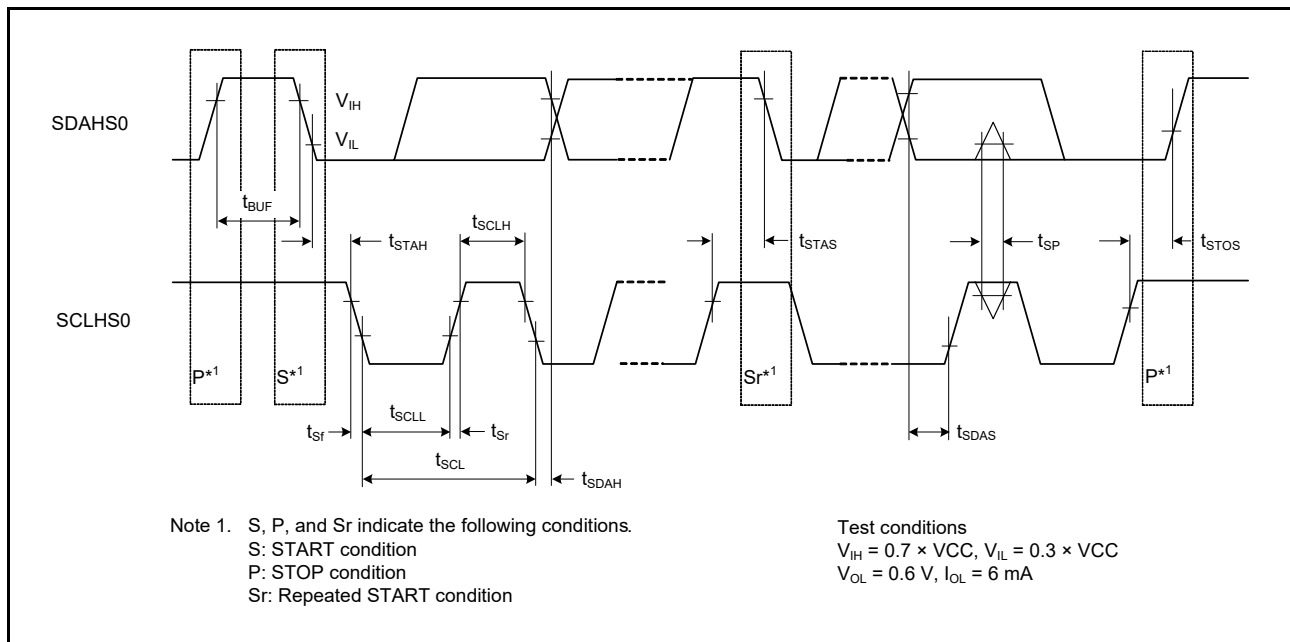 SDAHS0
V_IH
V_IL
t_BUF
t_STAH
t_SCLH
t_STAS
t_SP
t_STOS
SCLHS0
P*1
S*1
Sr*1
P*1
t_Sf
t_SCLL
t_Sr
t_SDAS
t_SCL
t_SDAH
Note 1. S, P, and Sr indicate the following conditions.
S: START condition
P: STOP condition
Sr: Repeated START condition
Test conditions
V_IH = 0.7 × VCC, V_IL = 0.3 × VCC
V_OL = 0.6 V, I_OL = 6 mA